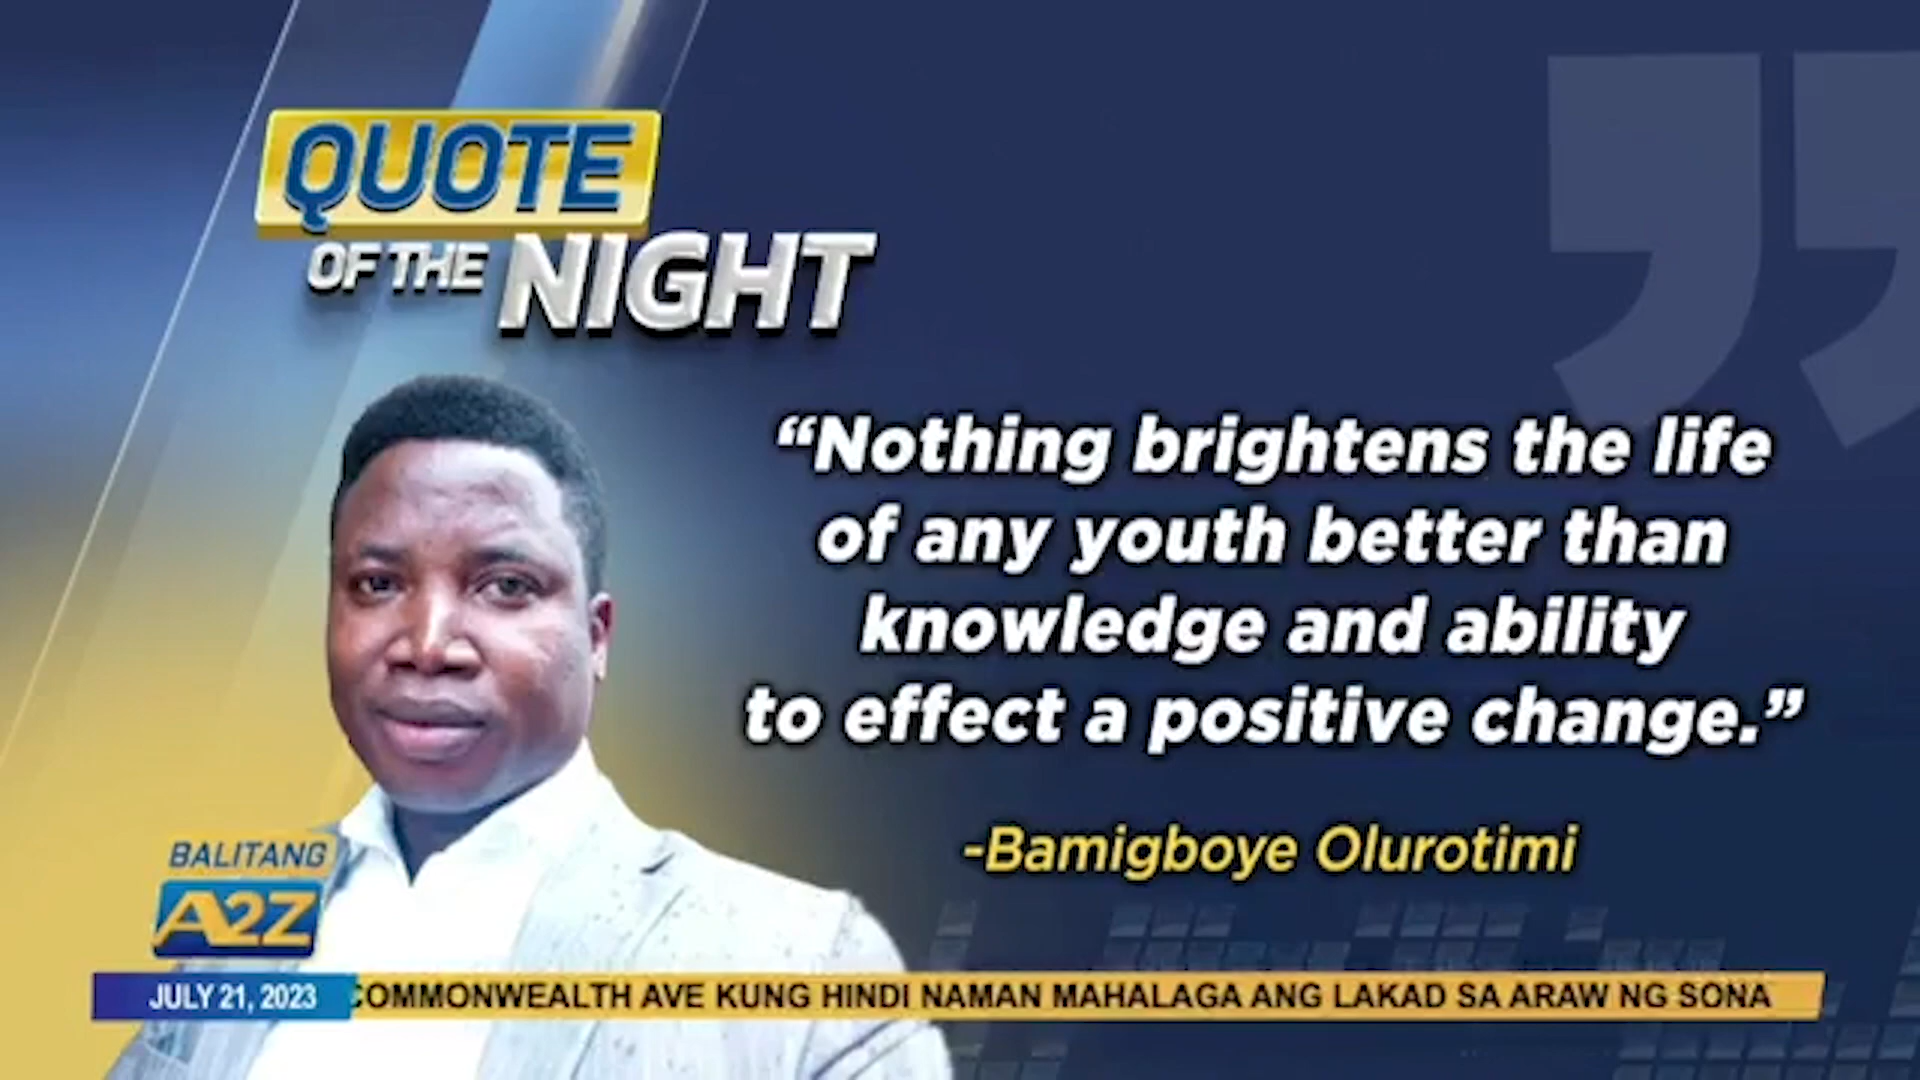 QUOTE
OF THE NIGHT
“Nothing brightens the life
of any youth better than
knowledge and ability
to effect a positive change.”
-Bamigboye Olurotimi
BALITANG
A2Z
JULY 21, 2023 COMMONWEALTH AVE KUNG HINDI NAMAN MAHALAGA ANG LAKAD SA ARAW NG SONA